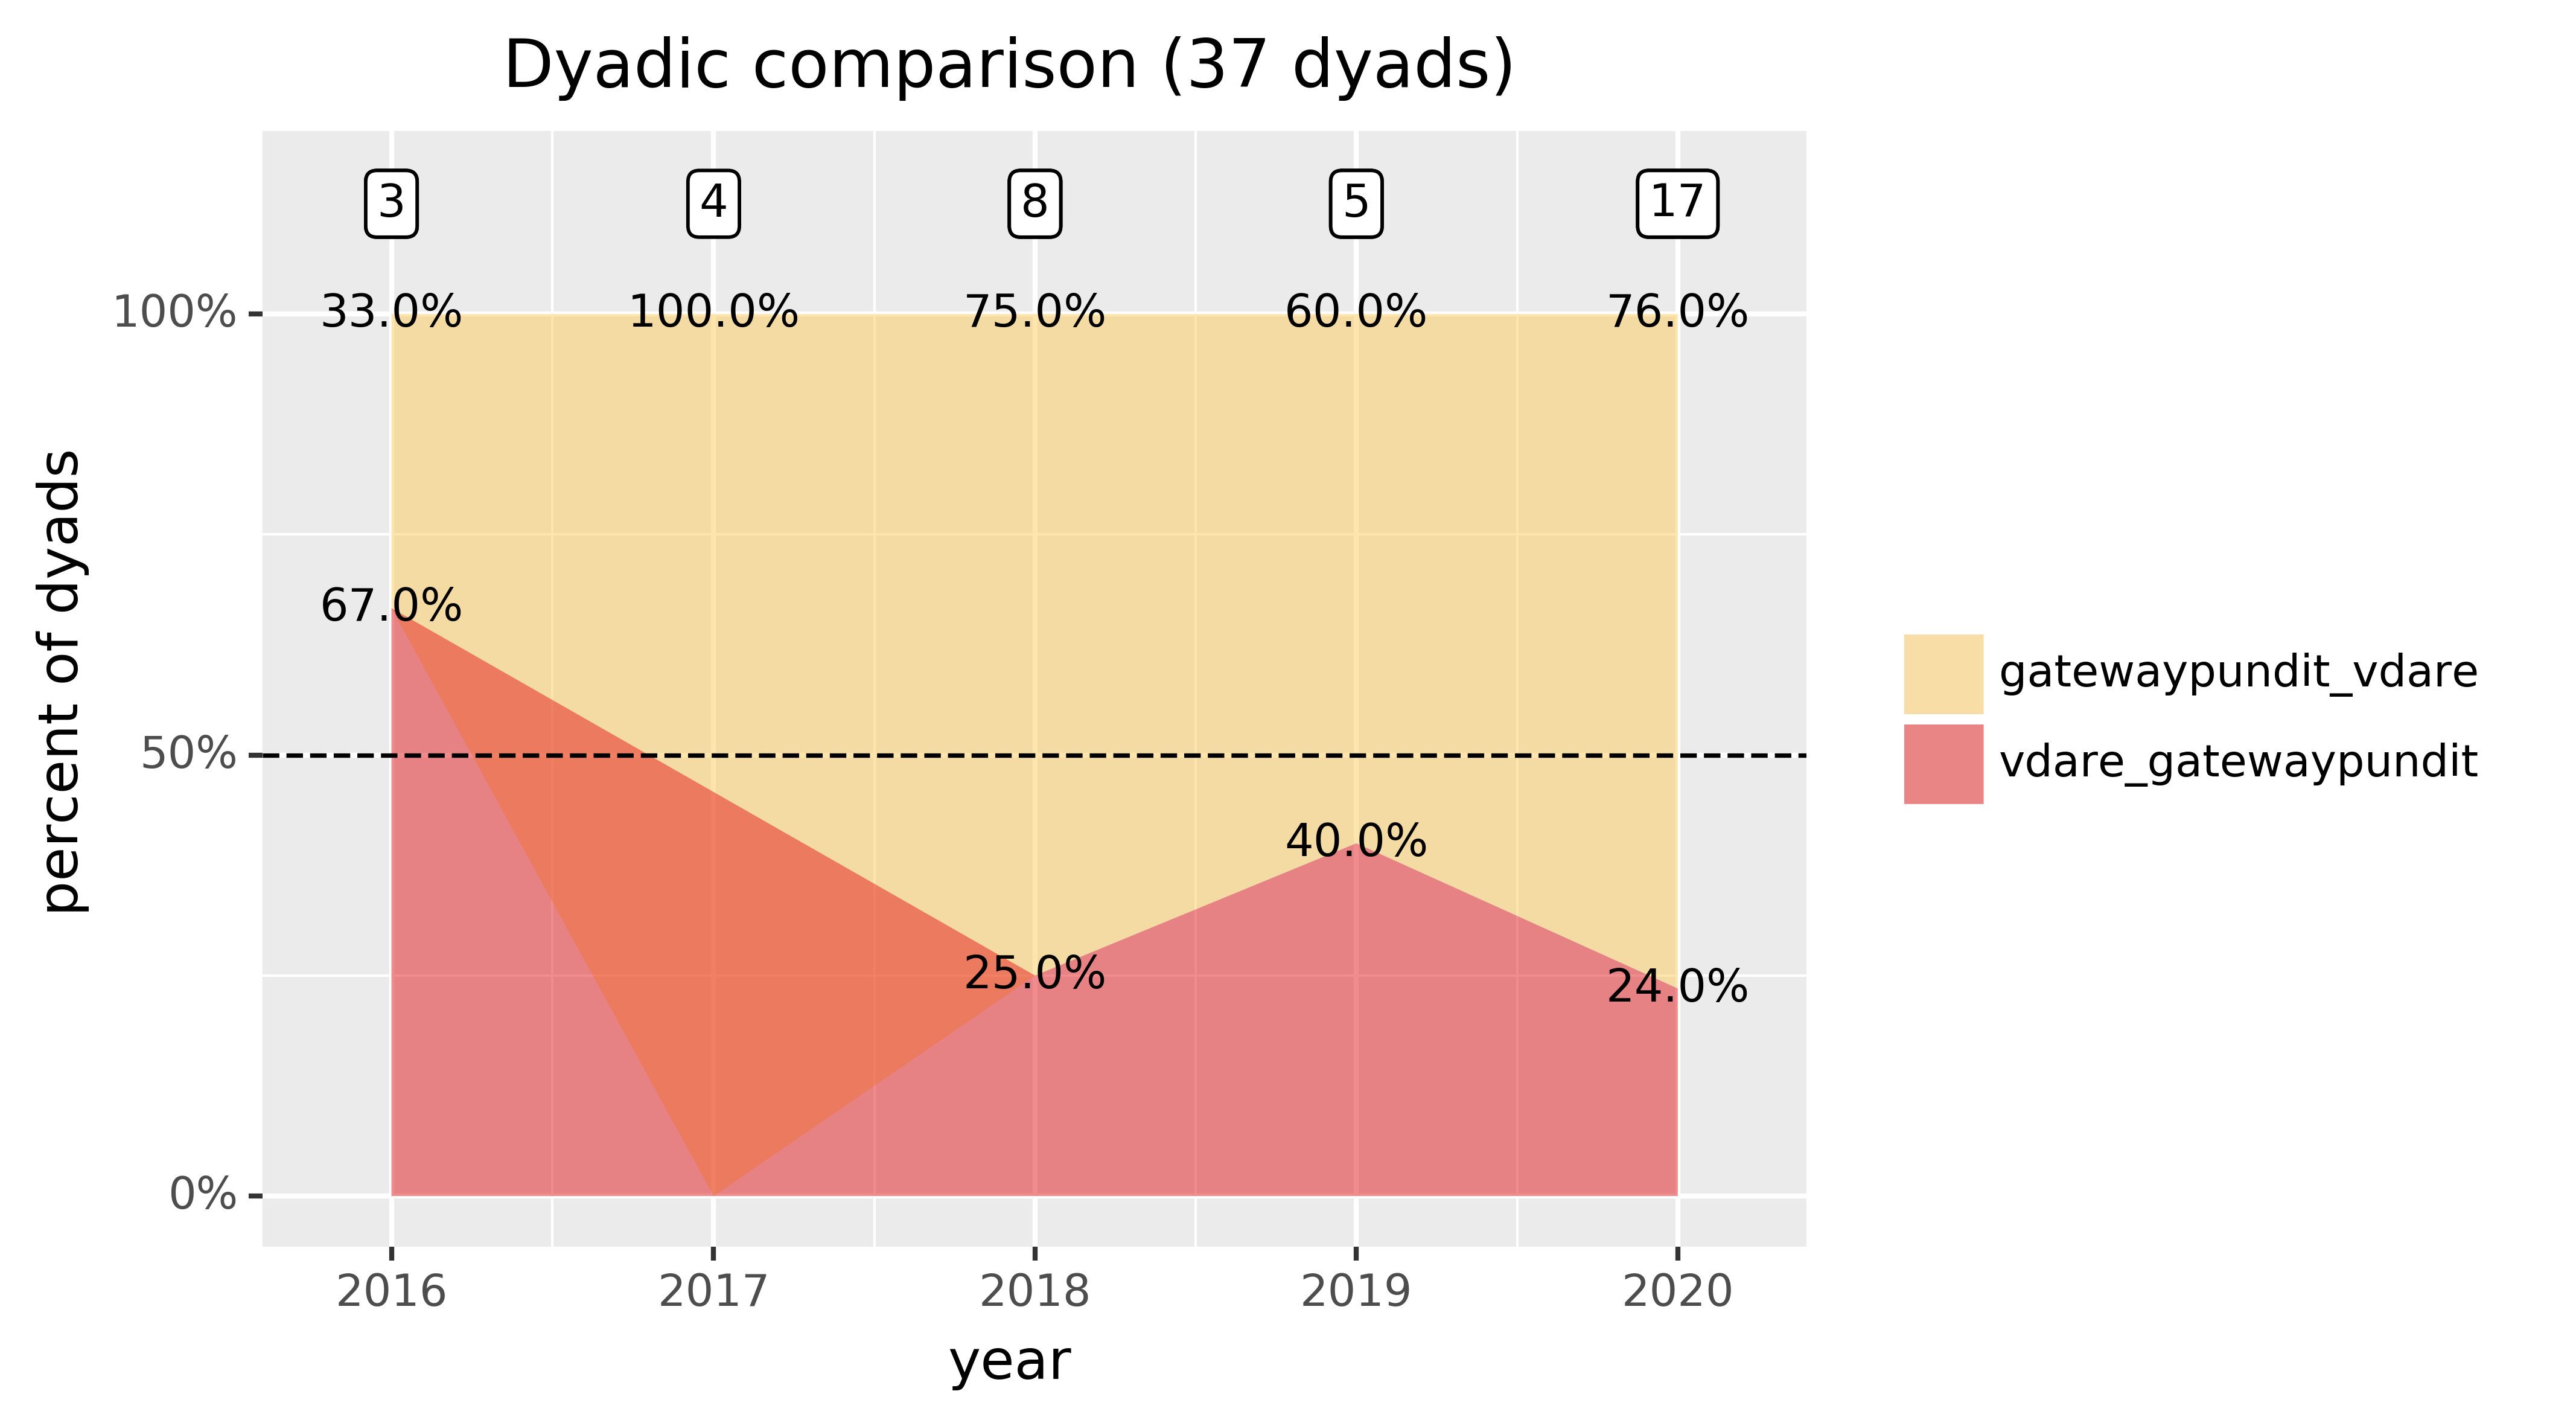 Dyadic comparison (37 dyads)
3 4 8 5 17
100% 33.0% 100.0% 75.0% 60.0% 76.0%
67.0%
percent of dyads
gatewaypundit_vdare
50%
vdare_gatewaypundit
40.0%
25.0% 24.0%
0%
2016 2017 2018 2019 2020
year